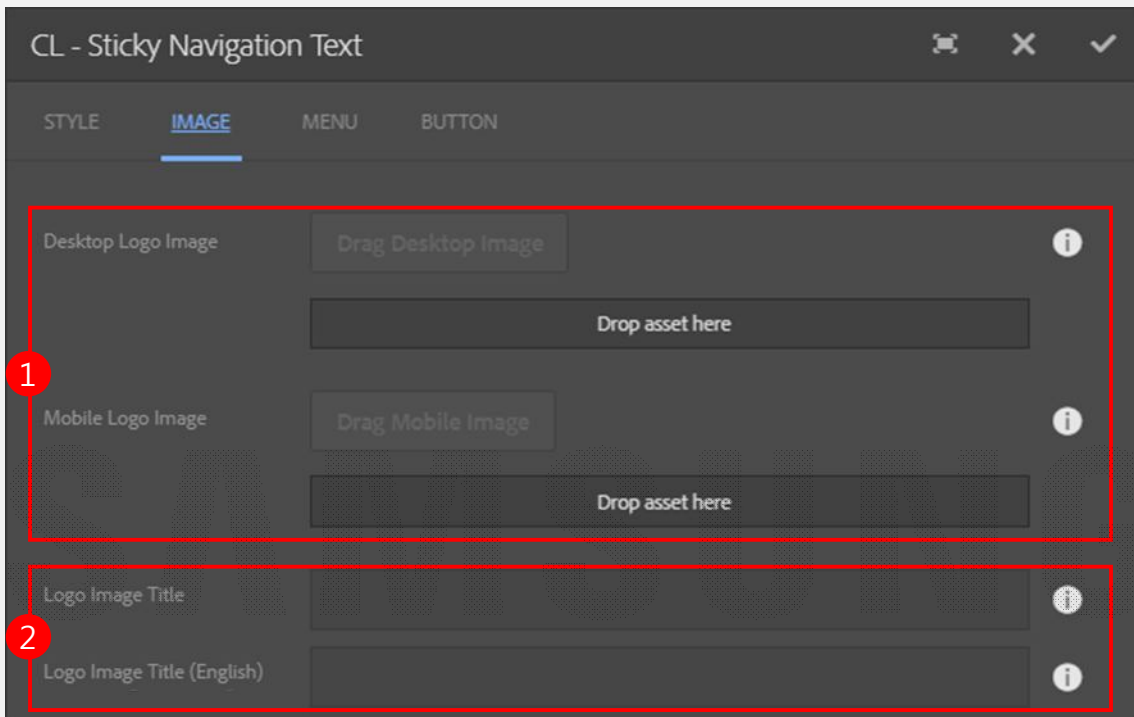 CL - Sticky Navigation Text
STYLE IMAGE MENU BUTTON
Desktop Logo Image Drag Desktop Image
Drop asset here
1
Mobile Logo Image Drag Mobile Image
Drop asset here
SAMSUNG
Logo Image Title
2
Logo Image Title (English)